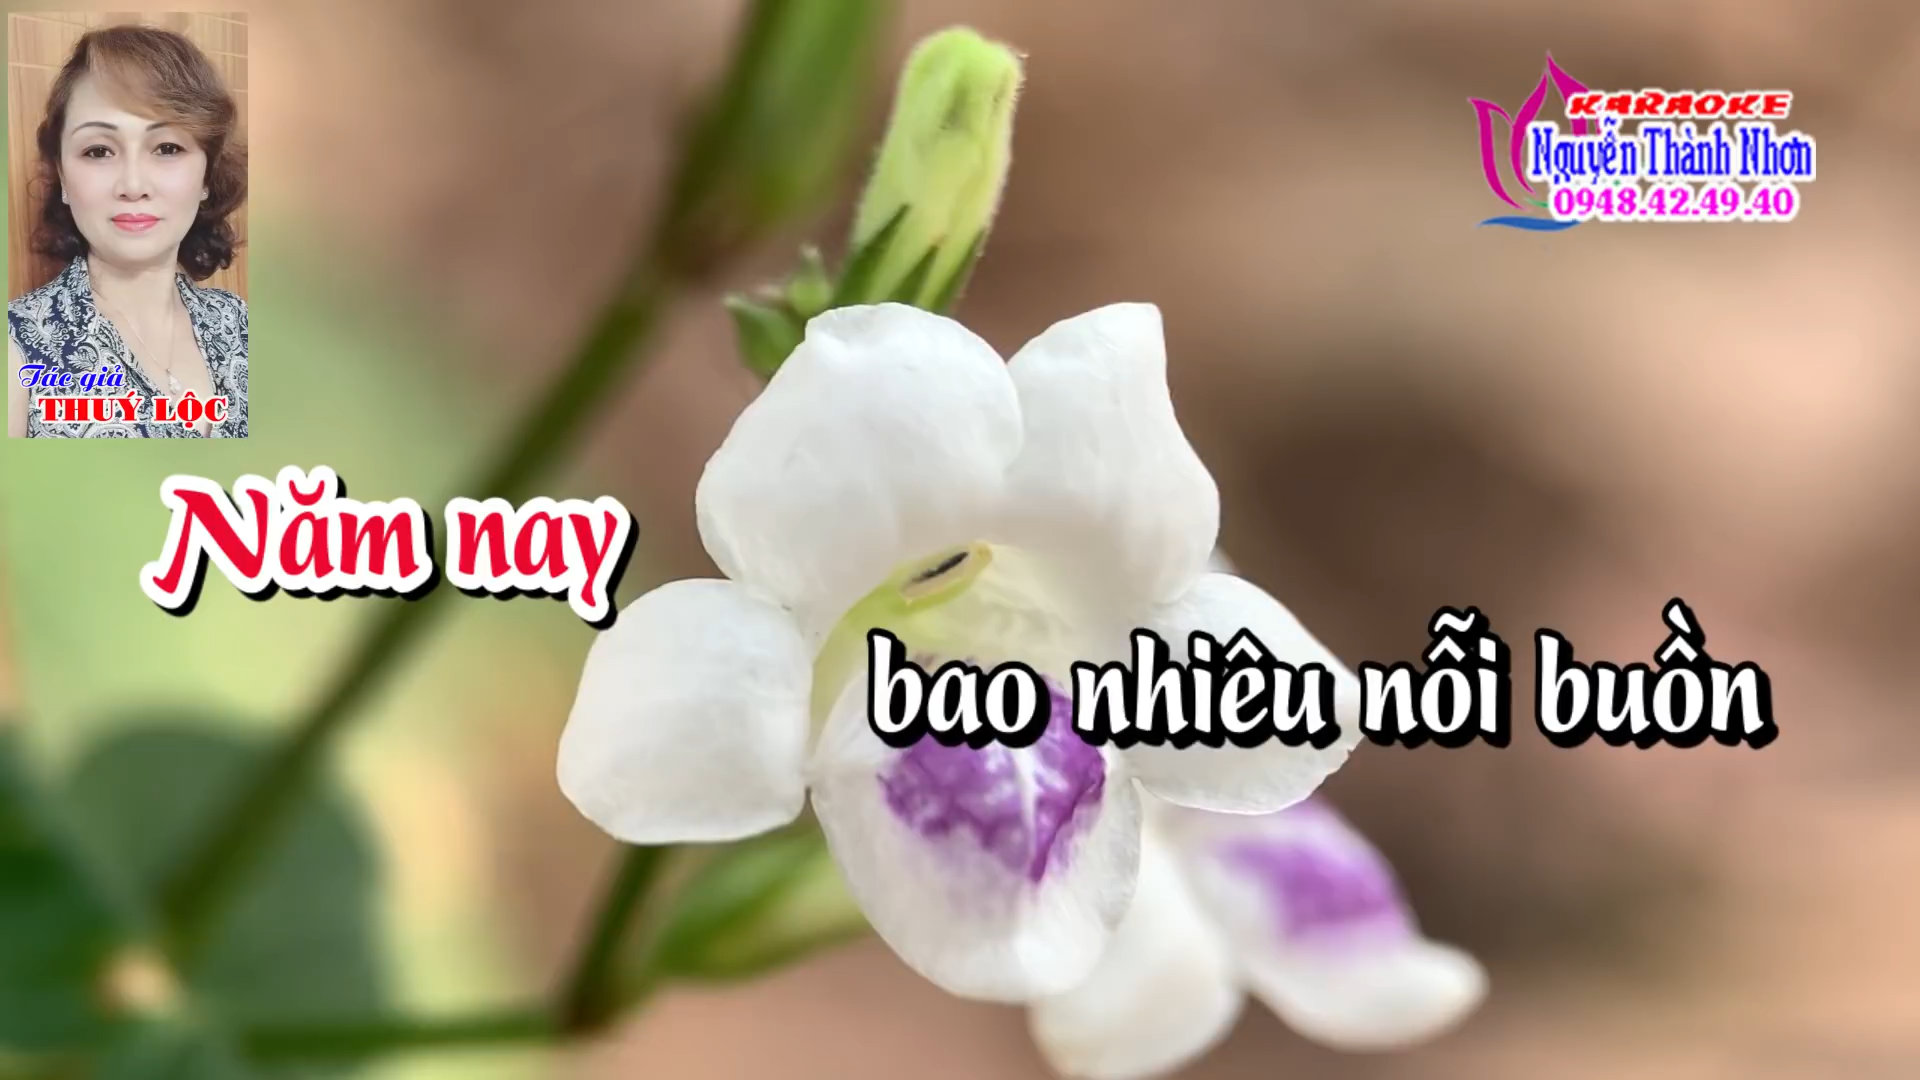 KARAOKE
Nguyễn Thành Nhơn
0948.42.49.40
Tác giả
THUÝ LỘC
Năm nay
bao nhiêu nỗi buồn